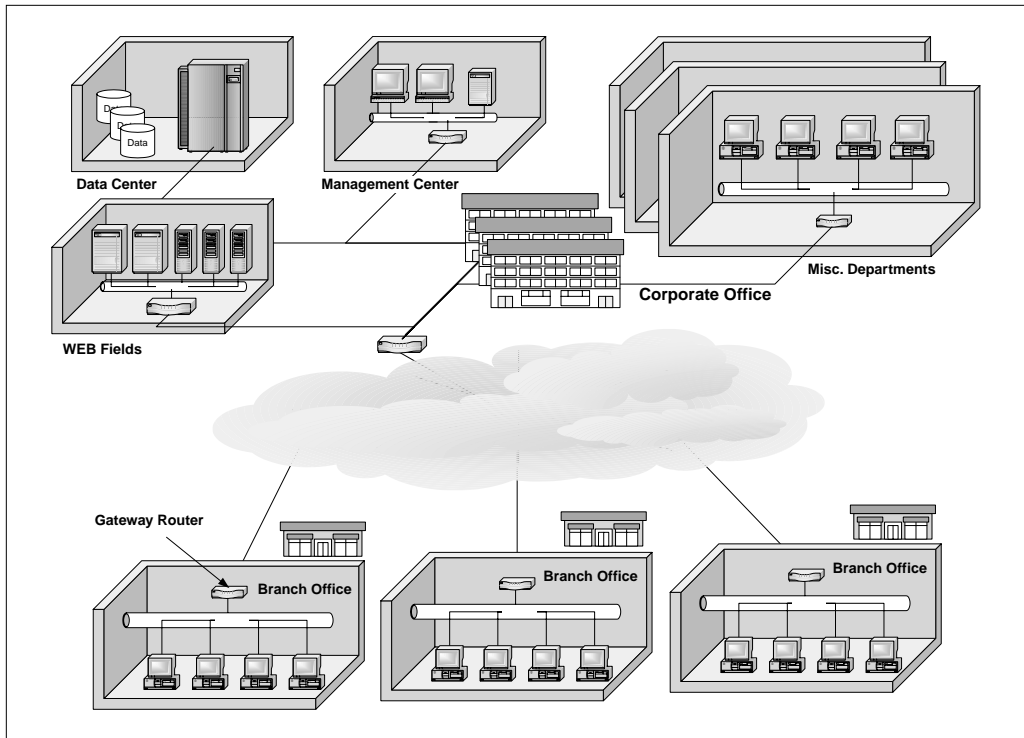 Data
Data
Data
Data Center
Management Center
Misc. Departments
Corporate Office
WEB Fields
Gateway Router
Branch Office
Branch Office
Branch Office